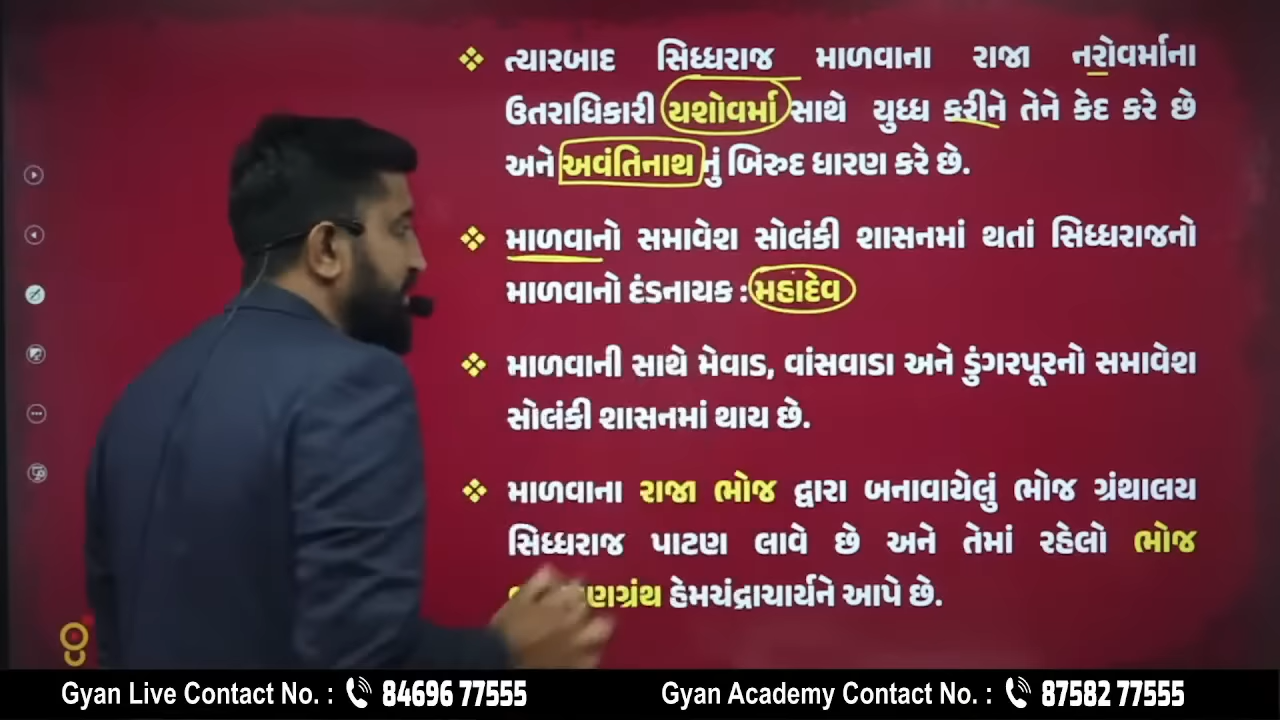 ત્યારબાદ સિધ્ધરાજ માળવાના રાજા નરોવર્માના
ઉતરાધિકારી યશોવર્મા સાથે યુધ્ધ કરીને તેને કેદ કરે છે
અને અવંતિનાથનું બિરુદ ધારણ કરે છે.
માળવાનો સમાવેશ સોલંકી શાસનમાં થતાં સિધ્ધરાજનો
માળવાનો દંડનાયક : મહાદેવ
માળવાની સાથે મેવાડ, વાંસવાડા અને ડુંગરપૂરનો સમાવેશ
સોલંકી શાસનમાં થાય છે.
માળવાના રાજા ભોજ દ્વારા બનાવાયેલું ભોજ ગ્રંથાલય
સિધ્ધરાજ પાટણ લાવે છે અને તેમાં રહેલો ભોજ
હેમચંદ્રાચાર્યને આપે છે.
Gyan Live Contact No. : 84696 77555
Gyan Academy Contact No. : 87582 77555